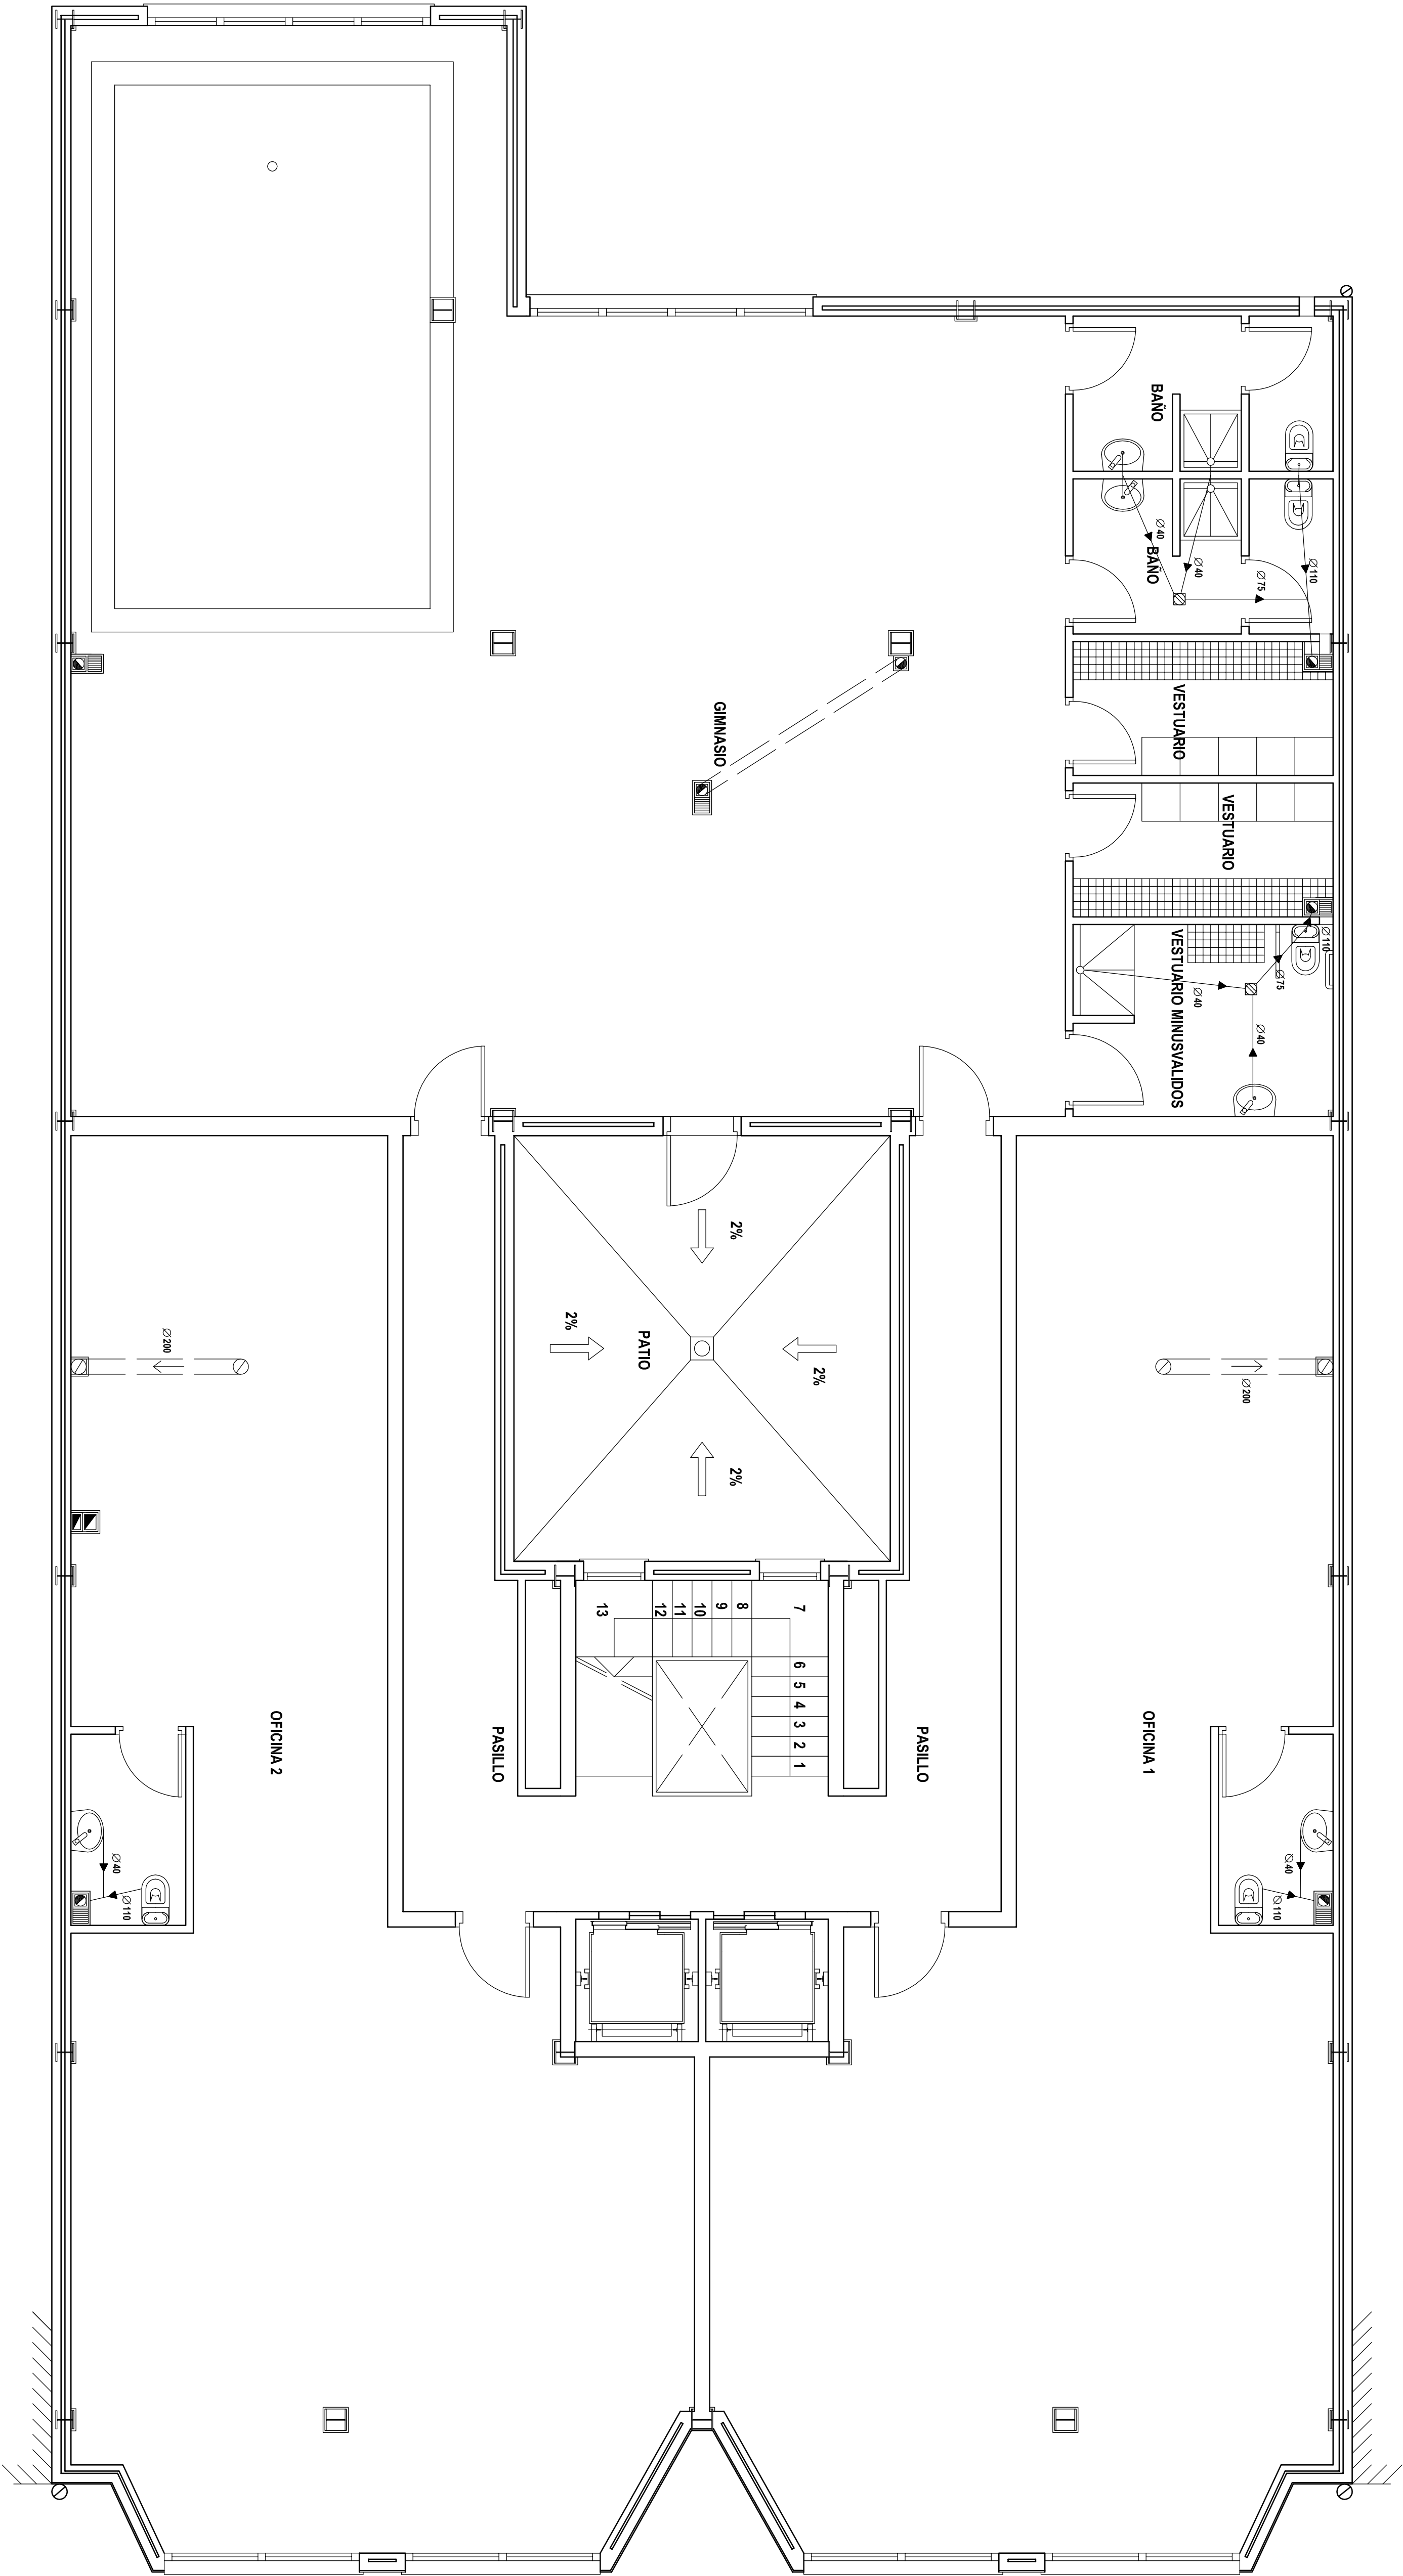 BAÑO
Ø40
BAÑO
Ø40
Ø75
Ø110
VESTUARIO
GIMNASIO
VESTUARIO
VESTUARIO MINUSVALIDOS
Ø110
Ø75
Ø40
Ø40
2%
2%
PATIO
2%
2%
Ø200
Ø200
13
12
11
10
9
8
7
6
5
4
3
2
1
OFICINA 2
PASILLO
PASILLO
OFICINA 1
Ø40
Ø110
Ø40
Ø110